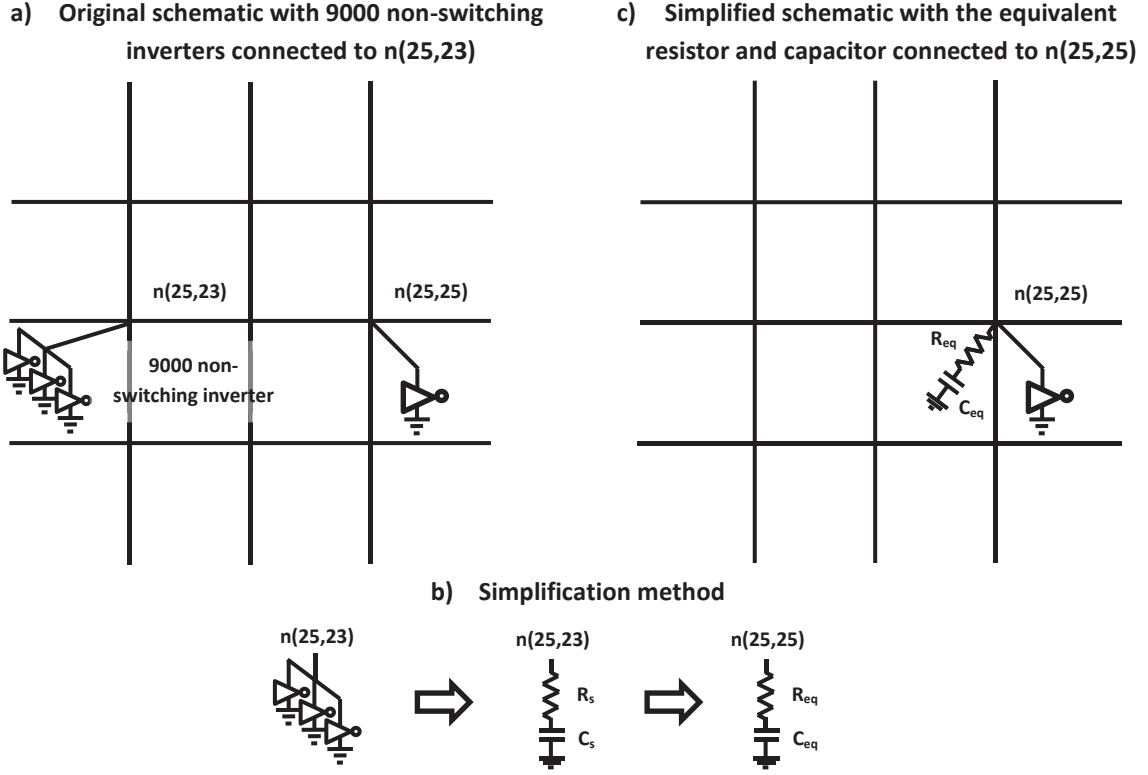 a) Original schematic with 9000 non-switching
inverters connected to n(25,23)
n(25,23)
n(25,25)
9000 non-
switching inverter
c) Simplified schematic with the equivalent
resistor and capacitor connected to n(25,25)
n(25,25)
Req
Ceq
b) Simplification method
n(25,23)
n(25,23)
Rs
Cs
n(25,25)
Req
Ceq